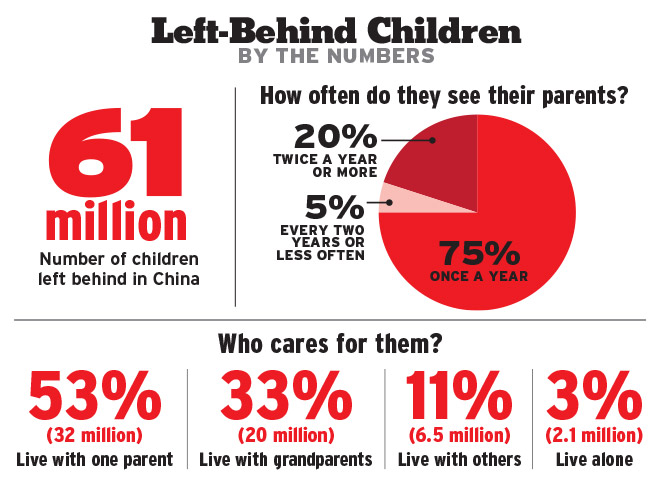 Left-Behind Children
BY THE NUMBERS
61
million
Number of children
left behind in China
How often do they see their parents?
20%
TWICE A YEAR
OR MORE
5%
EVERY TWO
YEARS OR
LESS OFTEN
75%
ONCE A YEAR
Who cares for them?
53%
(32 million)
Live with one parent
33%
(20 million)
Live with grandparents
11%
(6.5 million)
Live with others
3%
(2.1 million)
Live alone